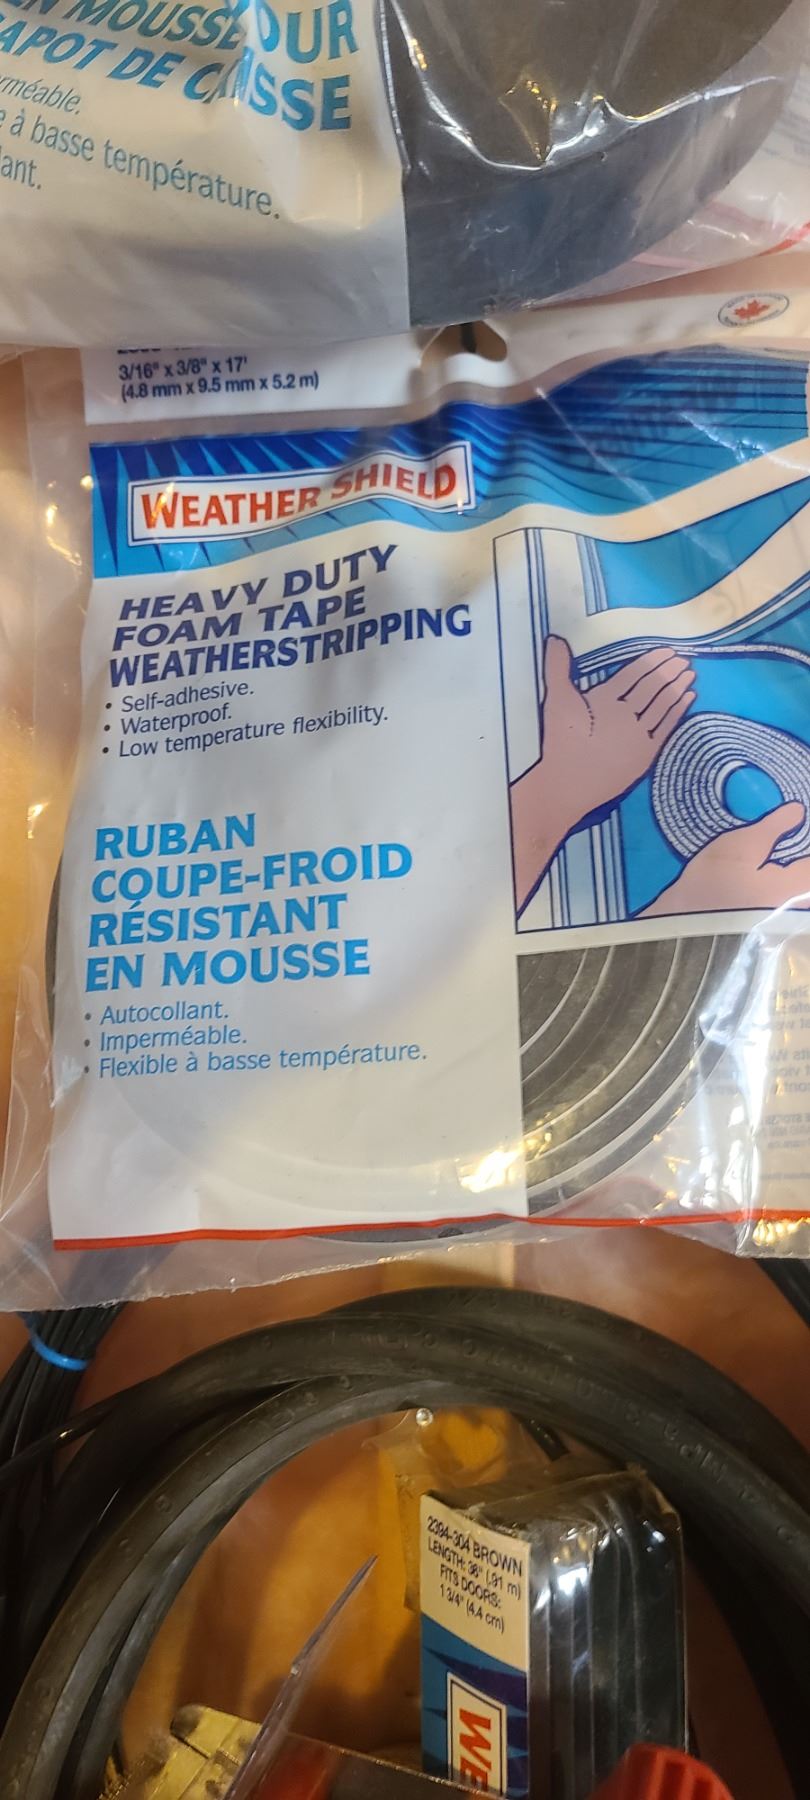 EN MOUSSE POUR
CAPOT DE CAISSE
à basse température.
3/16" x 3/8" x 17'
(4.8 mm x 9.5 mm x 5.2 m)
WEATHER SHIELD
HEAVY DUTY
FOAM TAPE
WEATHERSTRIPPING
• Self-adhesive.
• Waterproof.
• Low temperature flexibility.
RUBAN
COUPE-FROID
RÉSISTANT
EN MOUSSE
• Autocollant.
• Imperméable.
• Flexible à basse température.
2394-304 BROWN
LENGTH: 36" (.91 m)
FITS DOORS:
1 3/4" (4.4 cm)
WE